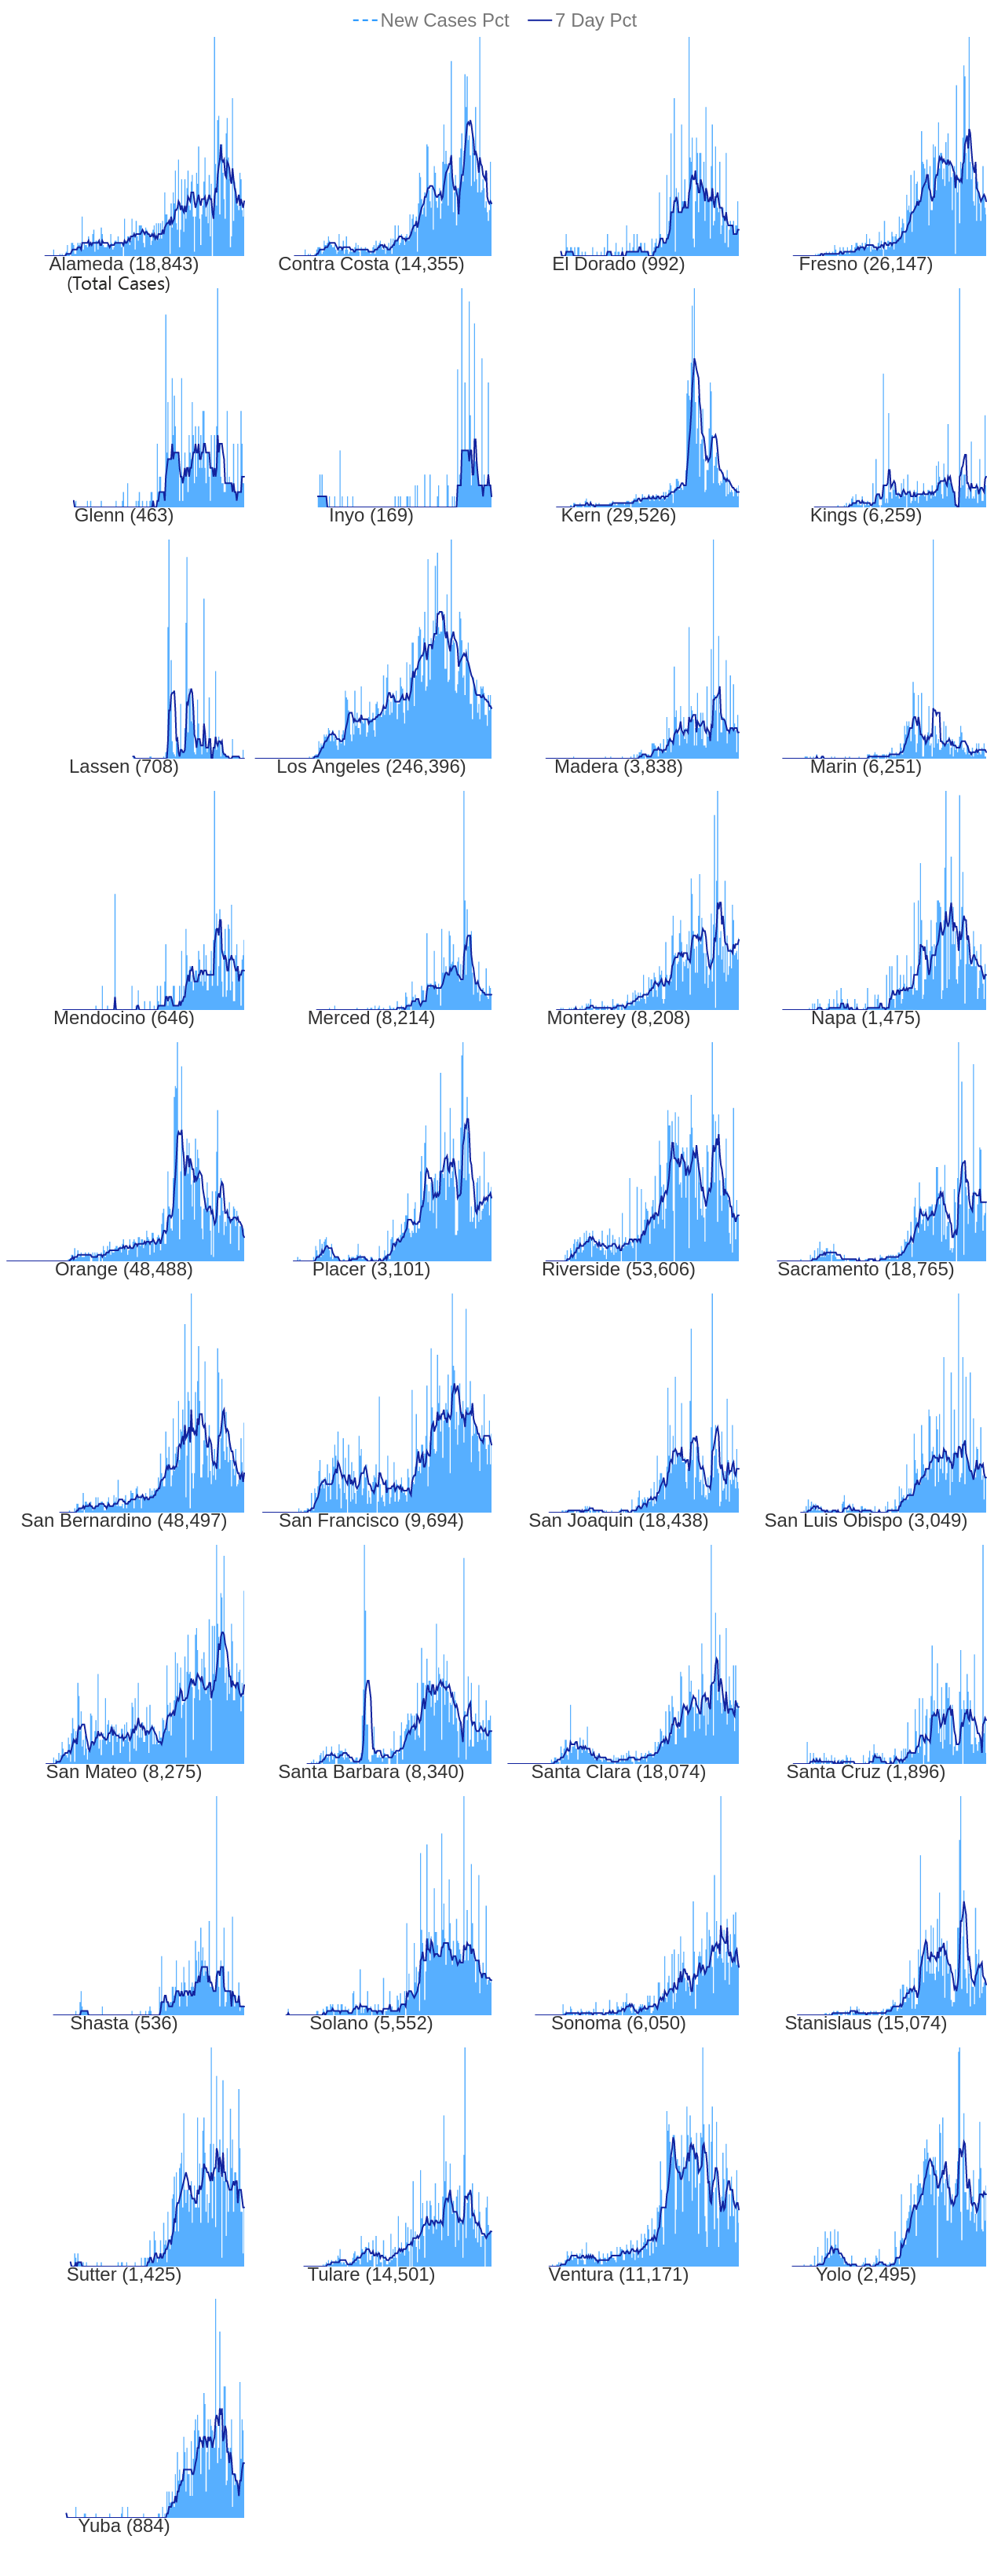 New Cases Pct 7 Day Pct
Alameda (18,843) Contra Costa (14,355) El Dorado (992) Fresno (26,147)
(Total Cases)
Glenn (463) Inyo (169) Kern (29,526) Kings (6,259)
Lassen (708) Los Angeles (246,396) Madera (3,838) Marin (6,251)
Mendocino (646) Merced (8,214) Monterey (8,208) Napa (1,475)
Orange (48,488) Placer (3,101) Riverside (53,606) Sacramento (18,765)
San Bernardino (48,497) San Francisco (9,694) San Joaquin (18,438) San Luis Obispo (3,049)
San Mateo (8,275) Santa Barbara (8,340) Santa Clara (18,074) Santa Cruz (1,896)
Shasta (536) Solano (5,552) Sonoma (6,050) Stanislaus (15,074)
Sutter (1,425) Tulare (14,501) Ventura (11,171) Yolo (2,495)
Yuba (884)